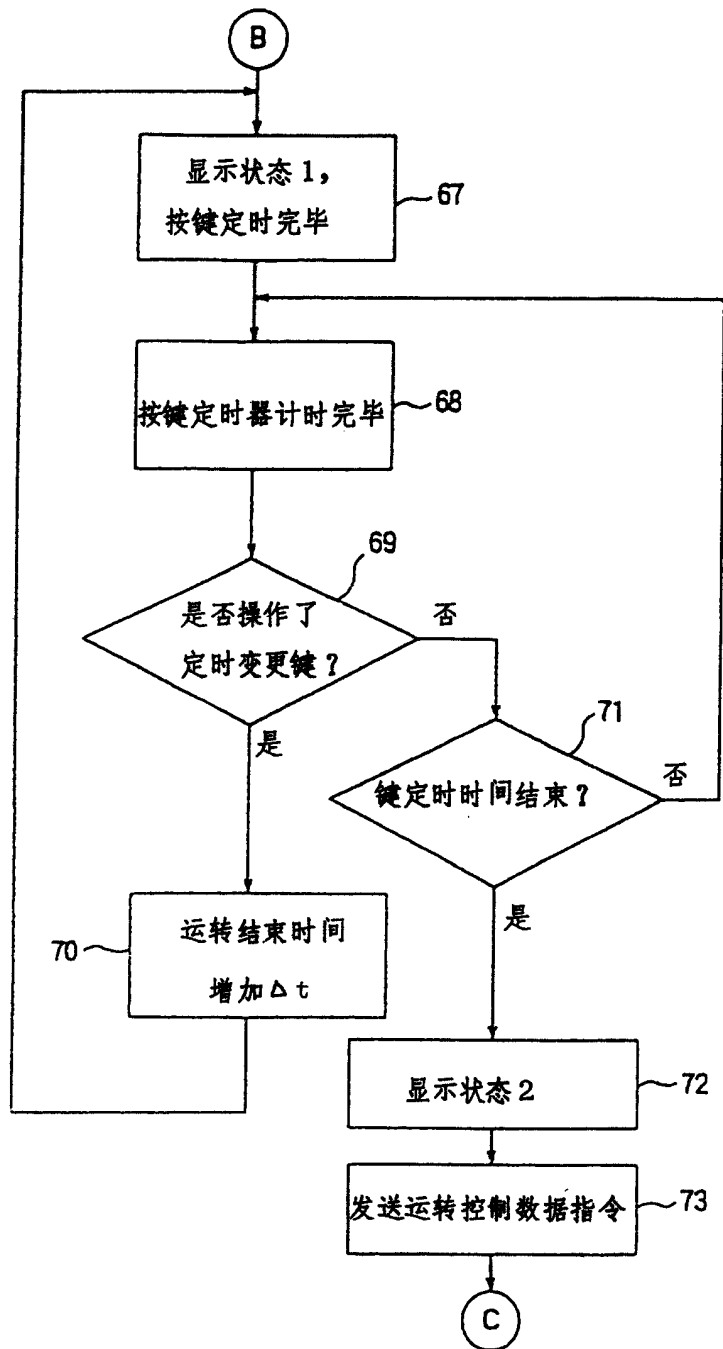 B
显示状态1,
按键定时完毕
67
按键定时器计时完毕
68
69
是否操作了
定时变更键?
否
是
71
键定时时间结束?
否
是
70
运转结束时间
增加Δt
显示状态2
72
发送运转控制数据指令
73
C